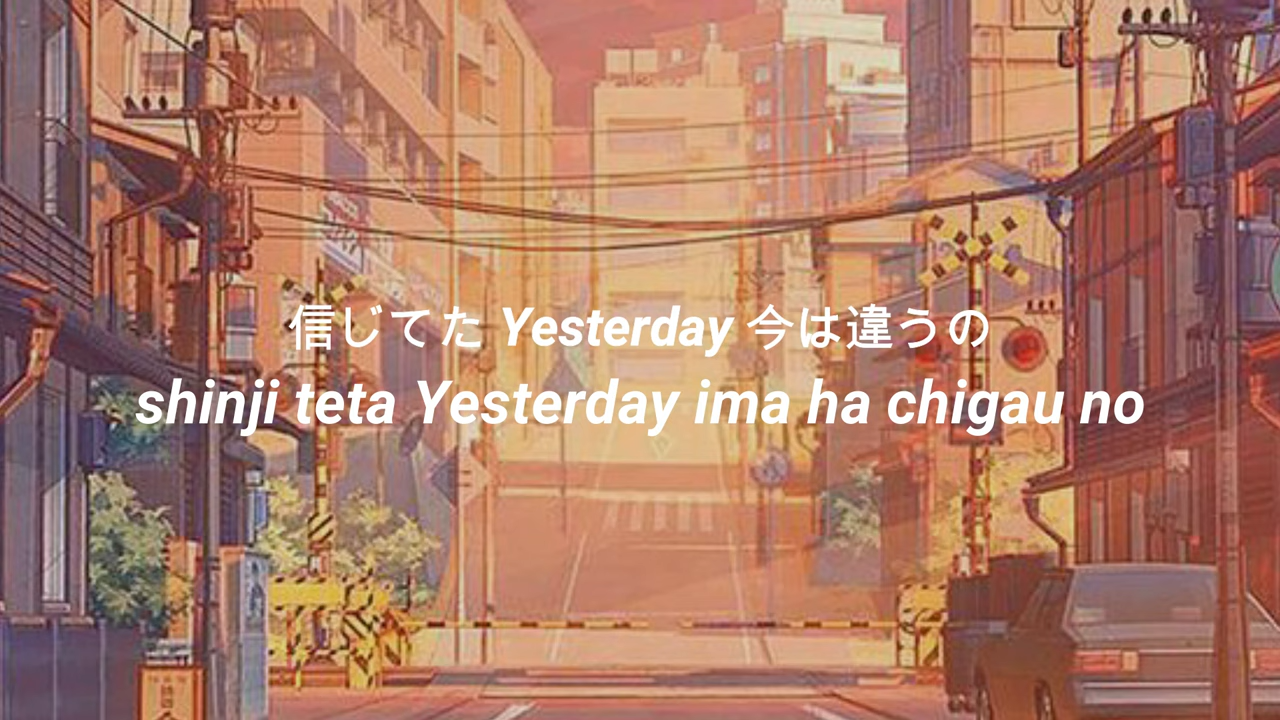 信じてた Yesterday 今は違うの
shinji teta Yesterday ima ha chigau no